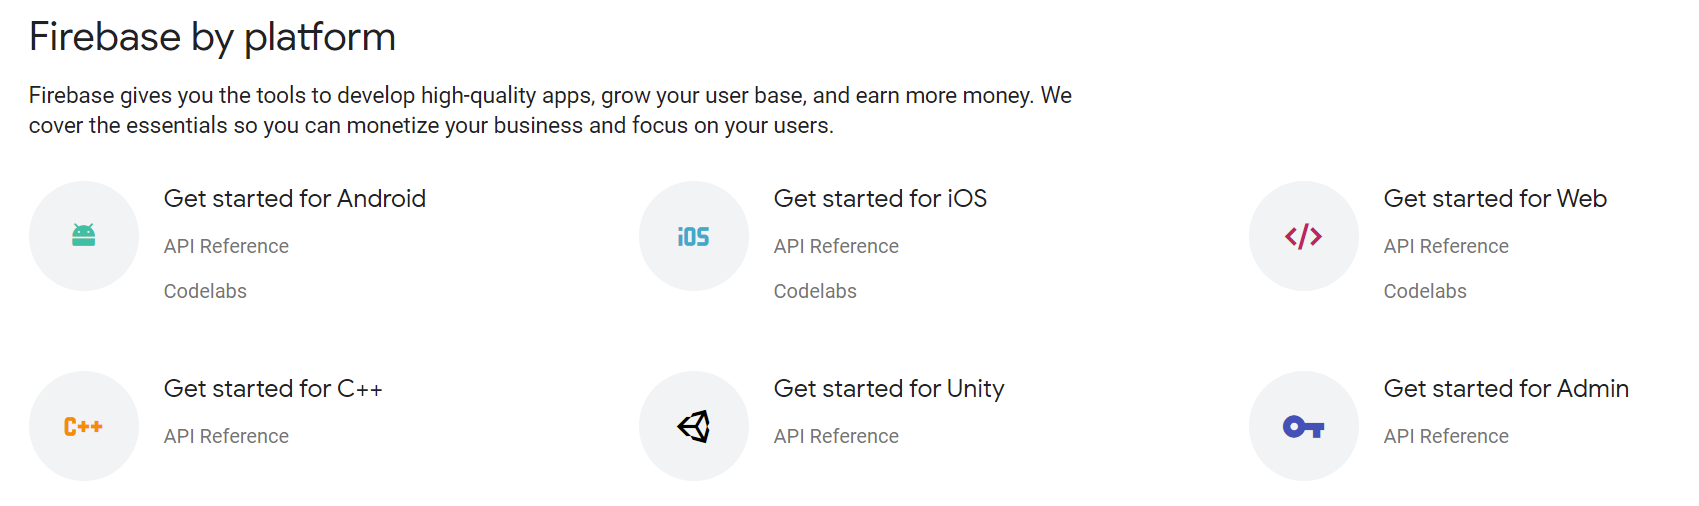 Firebase by platform
Firebase gives you the tools to develop high-quality apps, grow your user base, and earn more money. We
cover the essentials so you can monetize your business and focus on your users.
Get started for Android
API Reference
Codelabs
iOS
Get started for iOS
API Reference
Codelabs
</>
Get started for Web
API Reference
Codelabs
C++
Get started for C++
API Reference
Get started for Unity
API Reference
Get started for Admin
API Reference